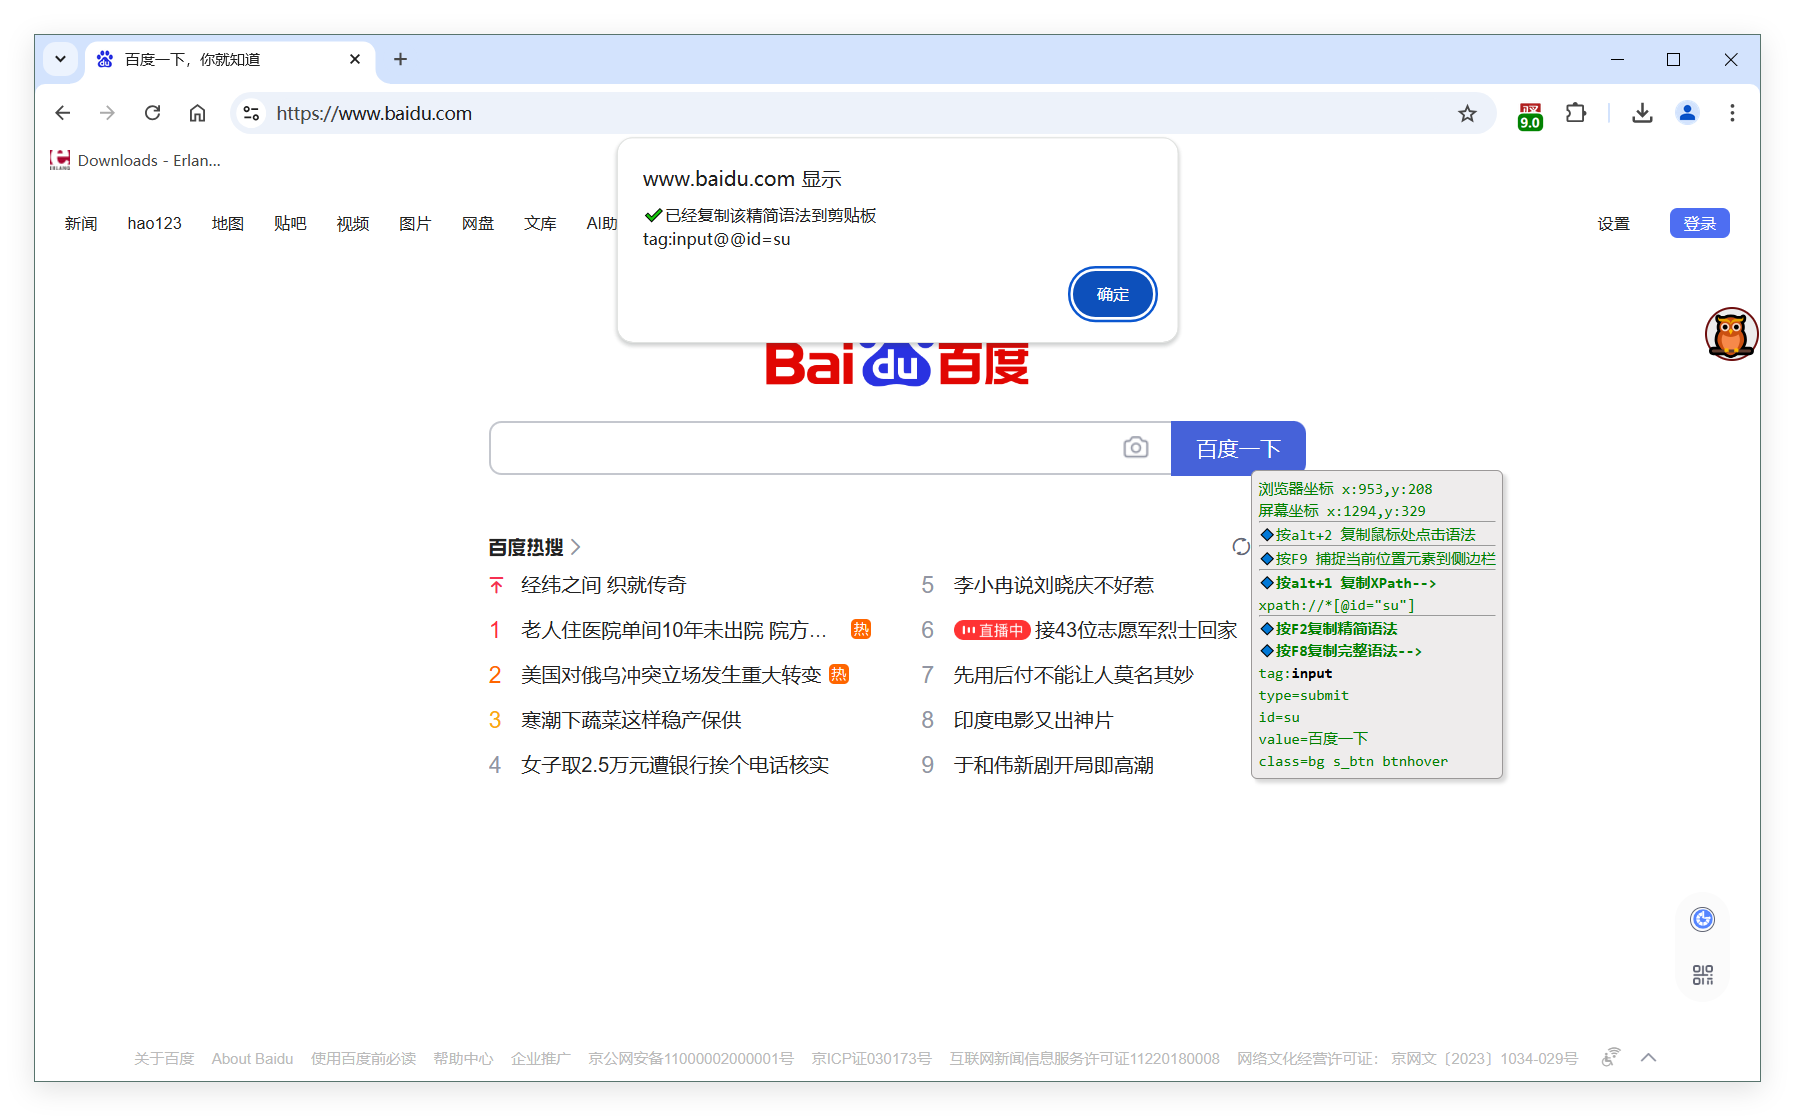 百度一下，你就知道
https://www.baidu.com
9.0
Downloads - Erlan...
新闻 hao123 地图 贴吧 视频 图片 网盘 文库 AI助
设置 登录
www.baidu.com 显示
已经复制该精简语法到剪贴板
tag:input@@id=su
确定
Bai du 百度
百度一下
浏览器坐标 x:953,y:208
屏幕坐标 x:1294,y:329
按alt+2 复制鼠标处点击语法
按F9 捕捉当前位置元素到侧边栏
按alt+1 复制XPath-->
xpath://*[@id="su"]
按F2复制精简语法
按F8复制完整语法-->
tag:input
type=submit
id=su
value=百度一下
class=bg s_btn btnhover
百度热搜
经纬之间 织就传奇
1 老人住医院单间10年未出院 院方... 热
2 美国对俄乌冲突立场发生重大转变 热
3 寒潮下蔬菜这样稳产保供
4 女子取2.5万元遭银行挨个电话核实
5 李小冉说刘晓庆不好惹
6 直播中 接43位志愿军烈士回家
7 先用后付不能让人莫名其妙
8 印度电影又出神片
9 于和伟新剧开局即高潮
关于百度 About Baidu 使用百度前必读 帮助中心 企业推广 京公网安备11000002000001号 京ICP证030173号 互联网新闻信息服务许可证11220180008 网络文化经营许可证： 京网文〔2023〕1034-029号